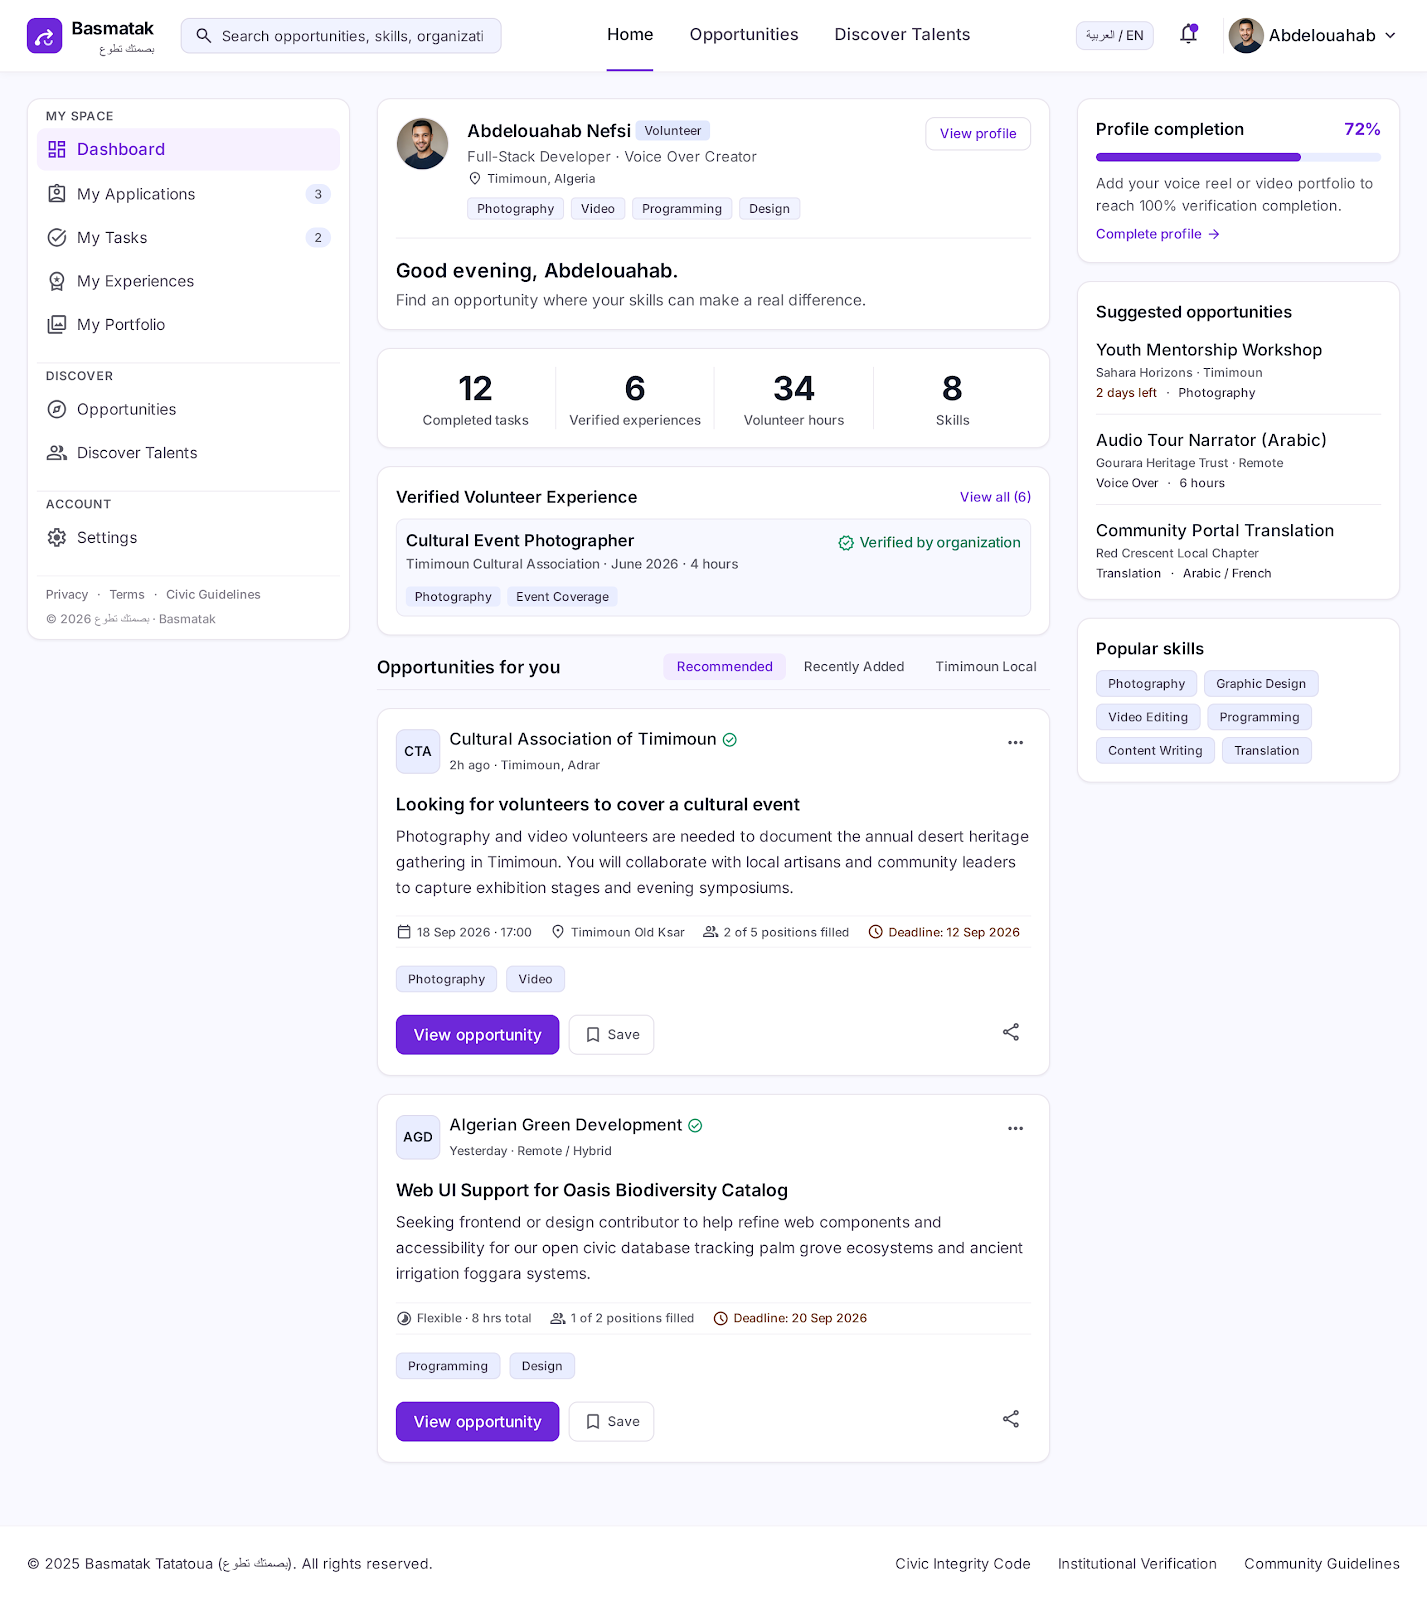 Basmatak
بصمتك تطوع
Search opportunities, skills, organizati
Home
Opportunities
Discover Talents
العربية / EN
Abdelouahab
MY SPACE
Dashboard
My Applications 3
My Tasks 2
My Experiences
My Portfolio
DISCOVER
Opportunities
Discover Talents
ACCOUNT
Settings
Privacy · Terms · Civic Guidelines
© 2026 بصمتك تطوع · Basmatak
Abdelouahab Nefsi Volunteer
View profile
Full-Stack Developer · Voice Over Creator
Timimoun, Algeria
Photography Video Programming Design
Good evening, Abdelouahab.
Find an opportunity where your skills can make a real difference.
12 6 34 8
Completed tasks Verified experiences Volunteer hours Skills
Verified Volunteer Experience View all (6)
Cultural Event Photographer Verified by organization
Timimoun Cultural Association · June 2026 · 4 hours
Photography Event Coverage
Opportunities for you Recommended Recently Added Timimoun Local
CTA
Cultural Association of Timimoun
2h ago · Timimoun, Adrar
Looking for volunteers to cover a cultural event
Photography and video volunteers are needed to document the annual desert heritage
gathering in Timimoun. You will collaborate with local artisans and community leaders
to capture exhibition stages and evening symposiums.
18 Sep 2026 · 17:00 Timimoun Old Ksar 2 of 5 positions filled Deadline: 12 Sep 2026
Photography Video
View opportunity Save
AGD
Algerian Green Development
Yesterday · Remote / Hybrid
Web UI Support for Oasis Biodiversity Catalog
Seeking frontend or design contributor to help refine web components and
accessibility for our open civic database tracking palm grove ecosystems and ancient
irrigation foggara systems.
Flexible · 8 hrs total 1 of 2 positions filled Deadline: 20 Sep 2026
Programming Design
View opportunity Save
Profile completion 72%
Add your voice reel or video portfolio to
reach 100% verification completion.
Complete profile →
Suggested opportunities
Youth Mentorship Workshop
Sahara Horizons · Timimoun
2 days left · Photography
Audio Tour Narrator (Arabic)
Gourara Heritage Trust · Remote
Voice Over · 6 hours
Community Portal Translation
Red Crescent Local Chapter
Translation · Arabic / French
Popular skills
Photography Graphic Design
Video Editing Programming
Content Writing Translation
© 2025 Basmatak Tatatoua (بصمتك تطوع). All rights reserved.
Civic Integrity Code Institutional Verification Community Guidelines